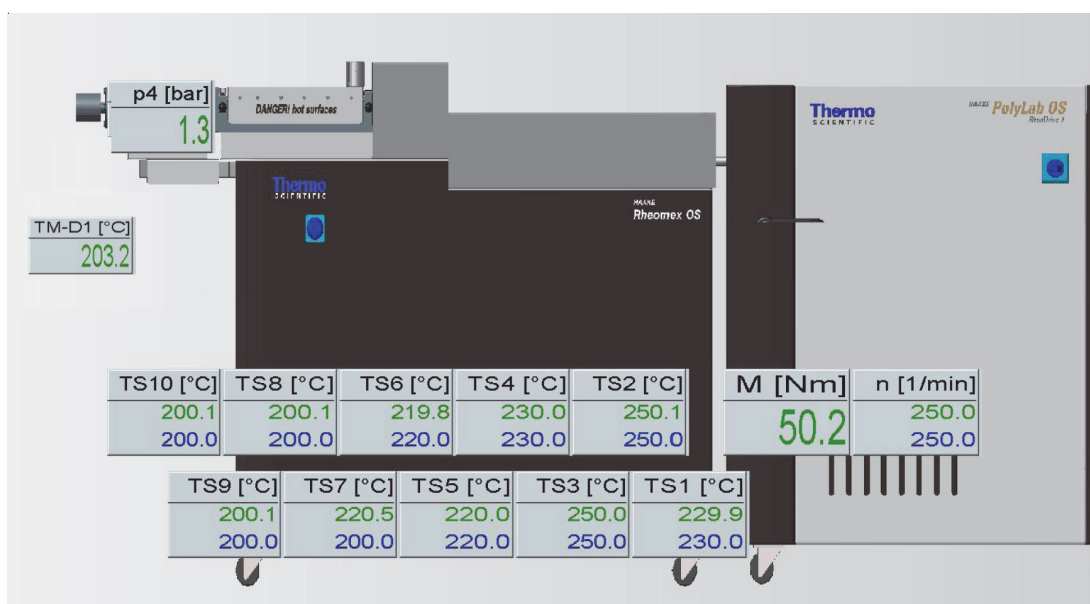 p4 [bar]
1.3
DANGER! hot surfaces
Thermo
SCIENTIFIC
HAAKE PolyLab OS
RheoDrive 7
Thermo
SCIENTIFIC
HAAKE
Rheomex OS
TM-D1 [°C]
203.2
TS10 [°C] TS8 [°C] TS6 [°C] TS4 [°C] TS2 [°C] M [Nm] n [1/min]
200.1 200.1 219.8 230.0 250.1 50.2 250.0
200.0 200.0 220.0 230.0 250.0 250.0
TS9 [°C] TS7 [°C] TS5 [°C] TS3 [°C] TS1 [°C]
200.1 220.5 220.0 250.0 229.9
200.0 200.0 220.0 250.0 230.0